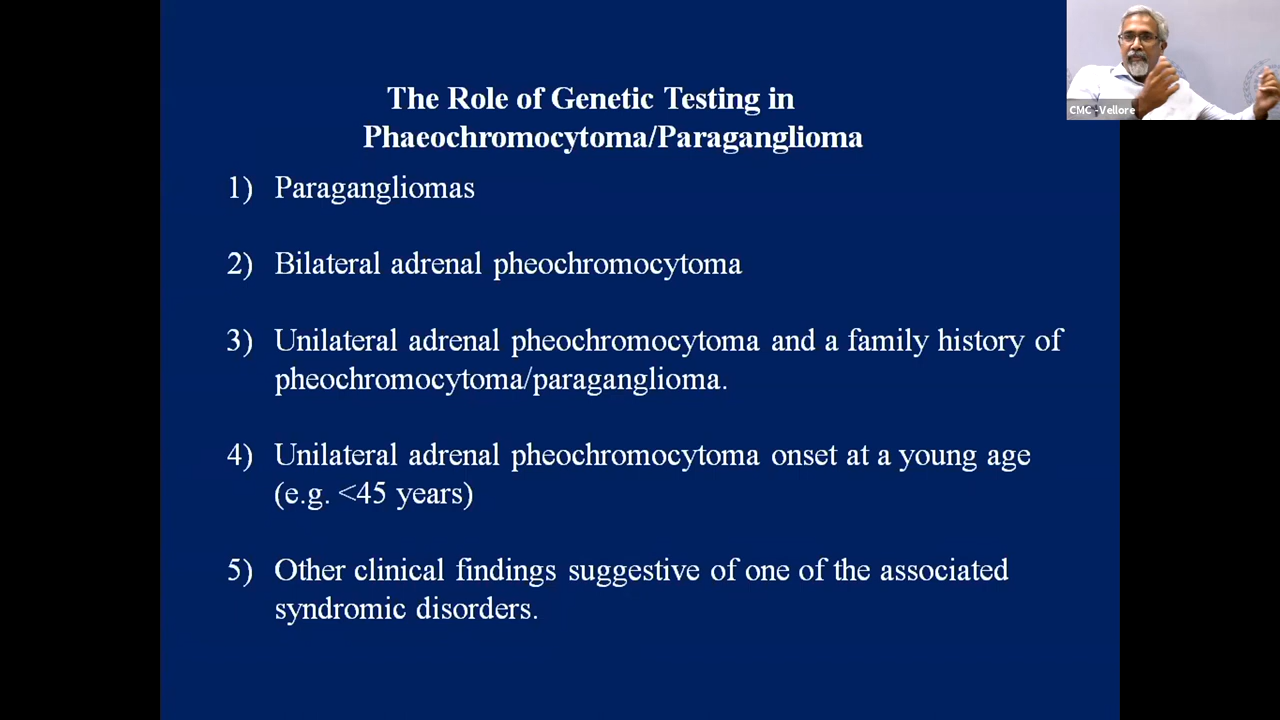 The Role of Genetic Testing in
Phaeochromocytoma/Paraganglioma
1) Paragangliomas
2) Bilateral adrenal pheochromocytoma
3) Unilateral adrenal pheochromocytoma and a family history of
pheochromocytoma/paraganglioma.
4) Unilateral adrenal pheochromocytoma onset at a young age
(e.g. <45 years)
5) Other clinical findings suggestive of one of the associated
syndromic disorders.
CMC -Vellore